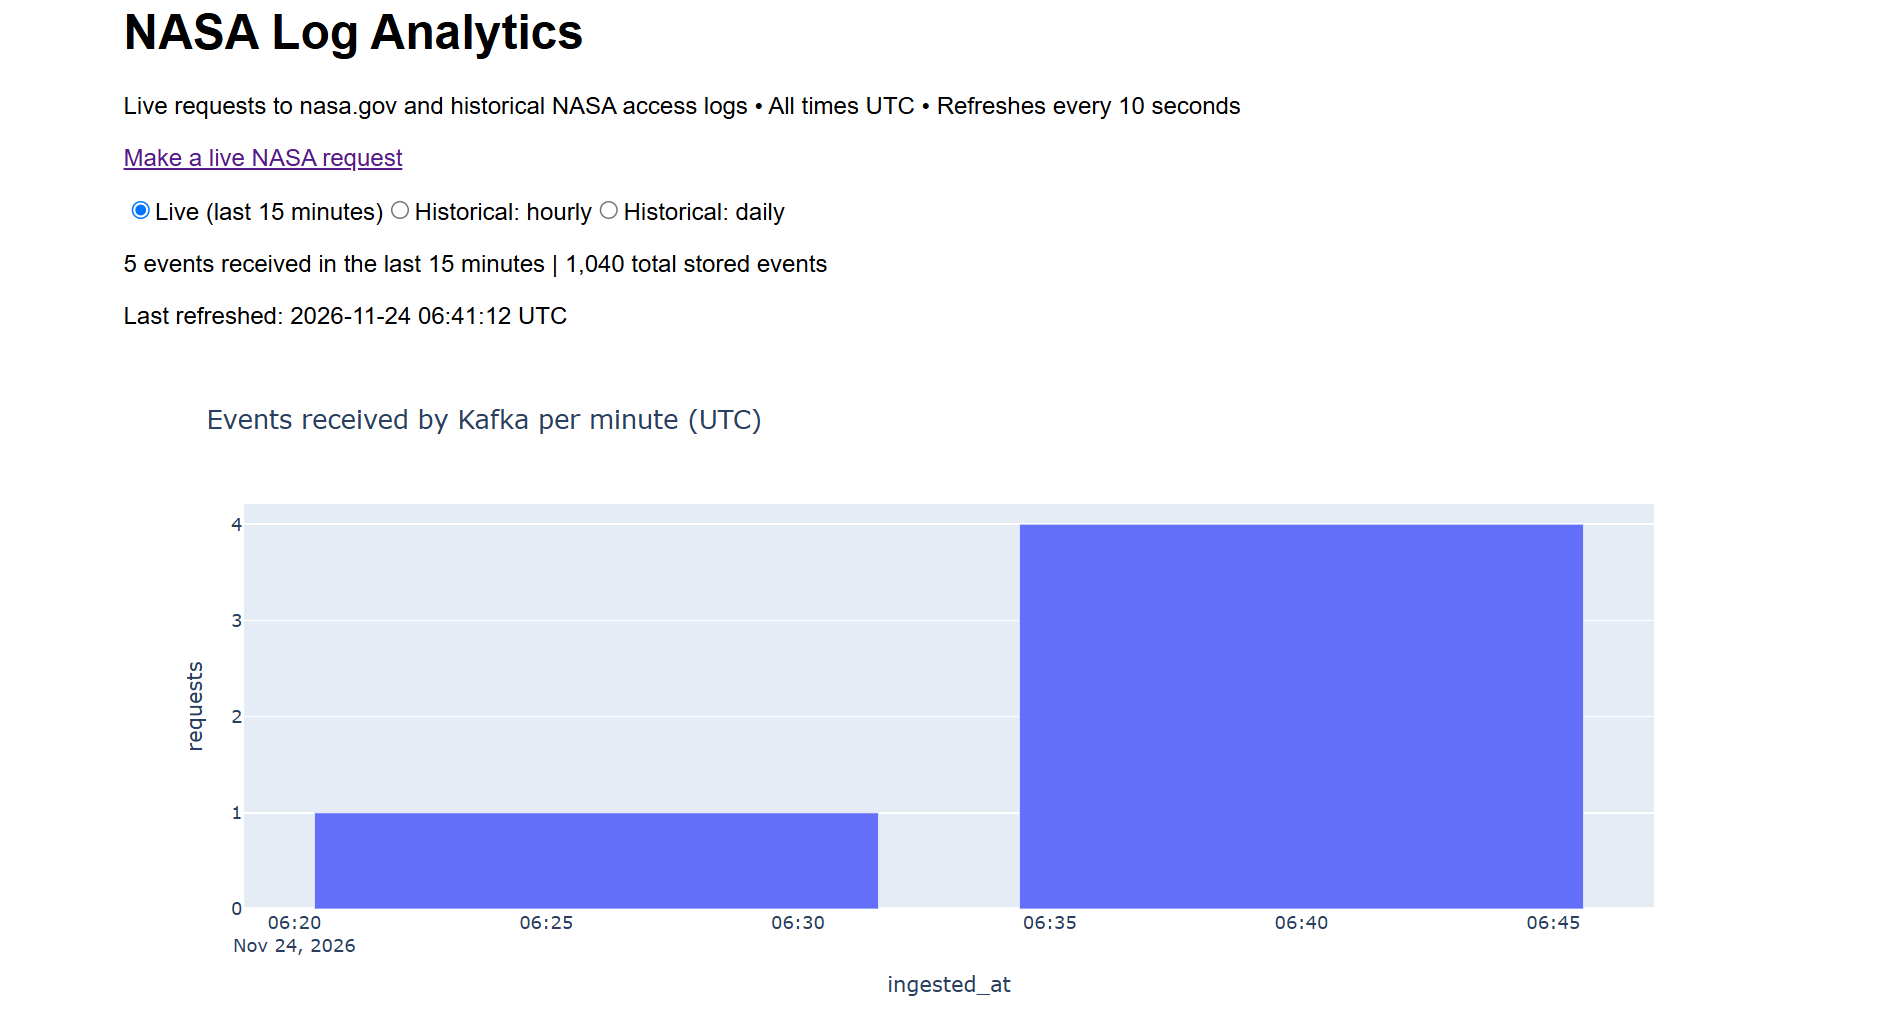 NASA Log Analytics
Live requests to nasa.gov and historical NASA access logs • All times UTC • Refreshes every 10 seconds
Make a live NASA request
Live (last 15 minutes) Historical: hourly Historical: daily
5 events received in the last 15 minutes | 1,040 total stored events
Last refreshed: 2026-11-24 06:41:12 UTC
Events received by Kafka per minute (UTC)
4
3
2
1
0
requests
06:20 06:25 06:30 06:35 06:40 06:45
Nov 24, 2026
ingested_at